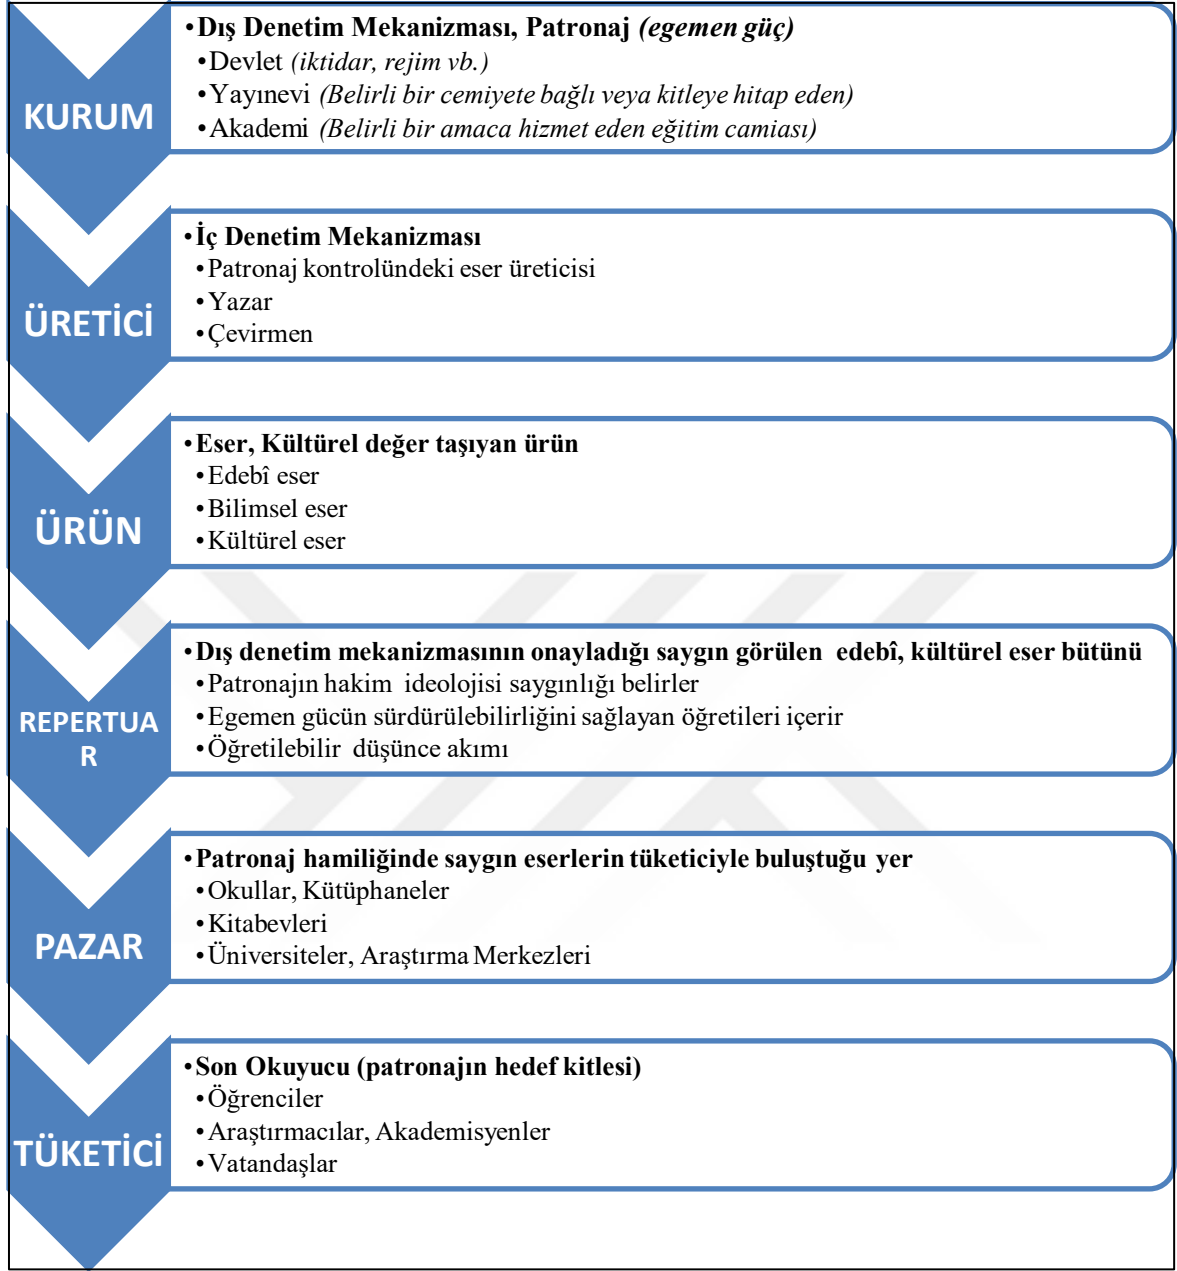 KURUM
•Dış Denetim Mekanizması, Patronaj (egemen güç)
•Devlet (iktidar, rejim vb.)
•Yayınevi (Belirli bir cemiyete bağlı veya kitleye hitap eden)
•Akademi (Belirli bir amaca hizmet eden eğitim camiası)
ÜRETİCİ
•İç Denetim Mekanizması
•Patronaj kontrolündeki eser üreticisi
•Yazar
•Çevirmen
ÜRÜN
•Eser, Kültürel değer taşıyan ürün
•Edebî eser
•Bilimsel eser
•Kültürel eser
REPERTUA
R
•Dış denetim mekanizmasının onayladığı saygın görülen edebî, kültürel eser bütünü
•Patronajın hakim ideolojisi saygınlığı belirler
•Egemen gücün sürdürülebilirliğini sağlayan öğretileri içerir
•Öğretilebilir düşünce akımı
PAZAR
•Patronaj hamiliğinde saygın eserlerin tüketiciyle buluştuğu yer
•Okullar, Kütüphaneler
•Kitabevleri
•Üniversiteler, Araştırma Merkezleri
TÜKETİCİ
•Son Okuyucu (patronajın hedef kitlesi)
•Öğrenciler
•Araştırmacılar, Akademisyenler
•Vatandaşlar